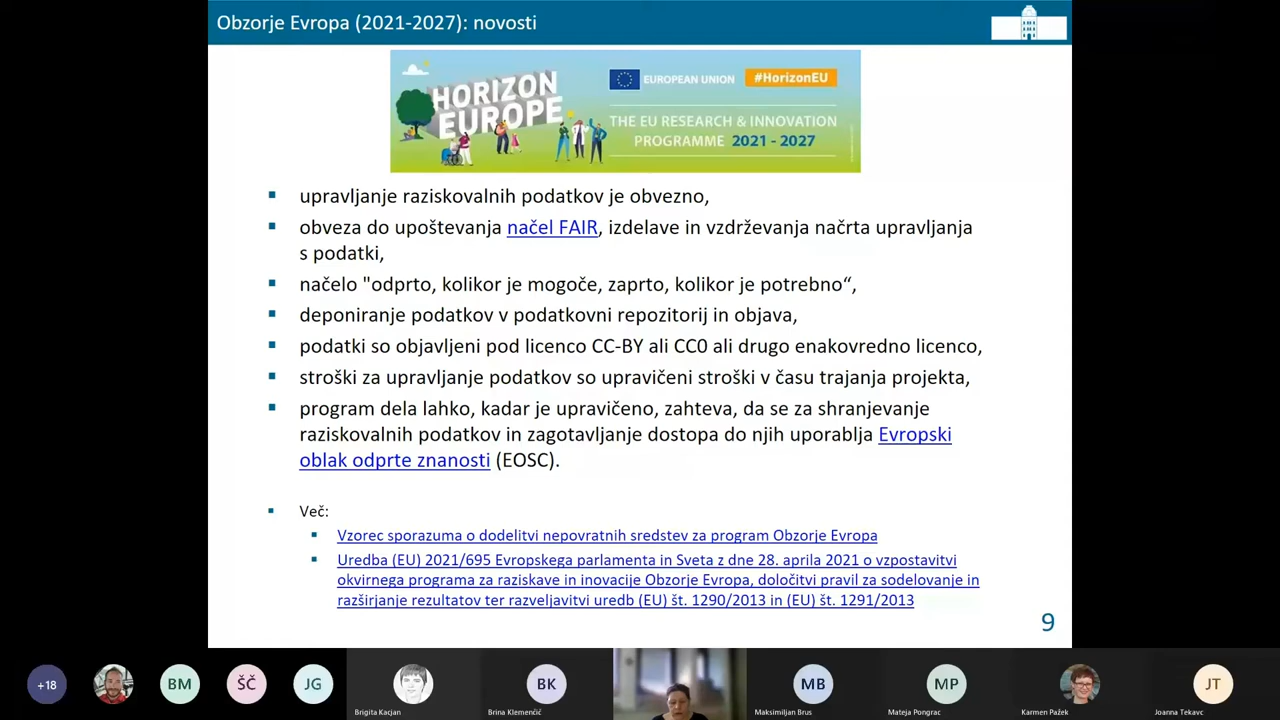 Obzorje Evropa (2021-2027): novosti
HORIZON
EUROPE
EUROPEAN UNION
#HorizonEU
THE EU RESEARCH & INNOVATION
PROGRAMME 2021 - 2027
upravljanje raziskovalnih podatkov je obvezno,
obveza do upoštevanja načel FAIR, izdelave in vzdrževanja načrta upravljanja
s podatki,
načelo "odprto, kolikor je mogoče, zaprto, kolikor je potrebno“,
deponiranje podatkov v podatkovni repozitorij in objava,
podatki so objavljeni pod licenco CC-BY ali CC0 ali drugo enakovredno licenco,
stroški za upravljanje podatkov so upravičeni stroški v času trajanja projekta,
program dela lahko, kadar je upravičeno, zahteva, da se za shranjevanje
raziskovalnih podatkov in zagotavljanje dostopa do njih uporablja Evropski
oblak odprte znanosti (EOSC).
Več:
Vzorec sporazuma o dodelitvi nepovratnih sredstev za program Obzorje Evropa
Uredba (EU) 2021/695 Evropskega parlamenta in Sveta z dne 28. aprila 2021 o vzpostavitvi
okvirnega programa za raziskave in inovacije Obzorje Evropa, določitvi pravil za sodelovanje in
razširjanje rezultatov ter razveljavitvi uredb (EU) št. 1290/2013 in (EU) št. 1291/2013
9
+18
BM
ŠČ
JG
BK
MB
MP
JT
Brigita Kacjan
Brina Klemenčič
Maksimiljan Brus
Mateja Pongrac
Karmen Pažek
Joanna Tekavc